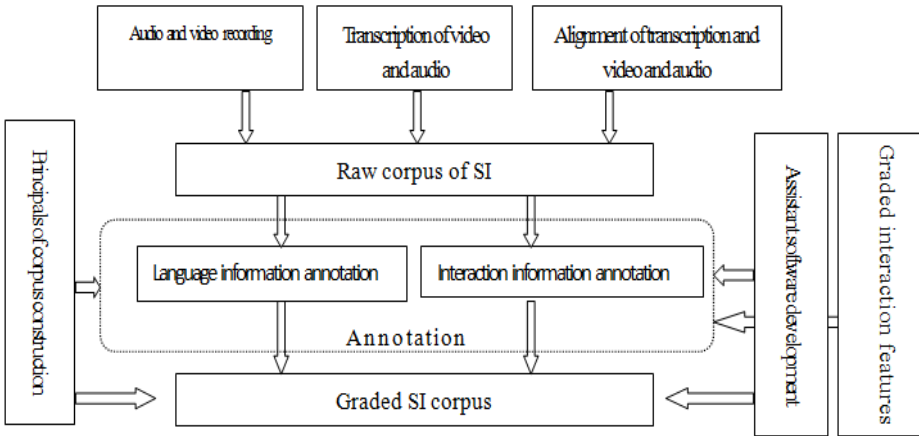 Audio and video recording
Transcription of video
and audio
Alignment of transcription and
video and audio
Principals of corpus construction
Raw corpus of SI
Assistant software development
Graded interaction features
Language information annotation
Interaction information annotation
Annotation
Graded SI corpus